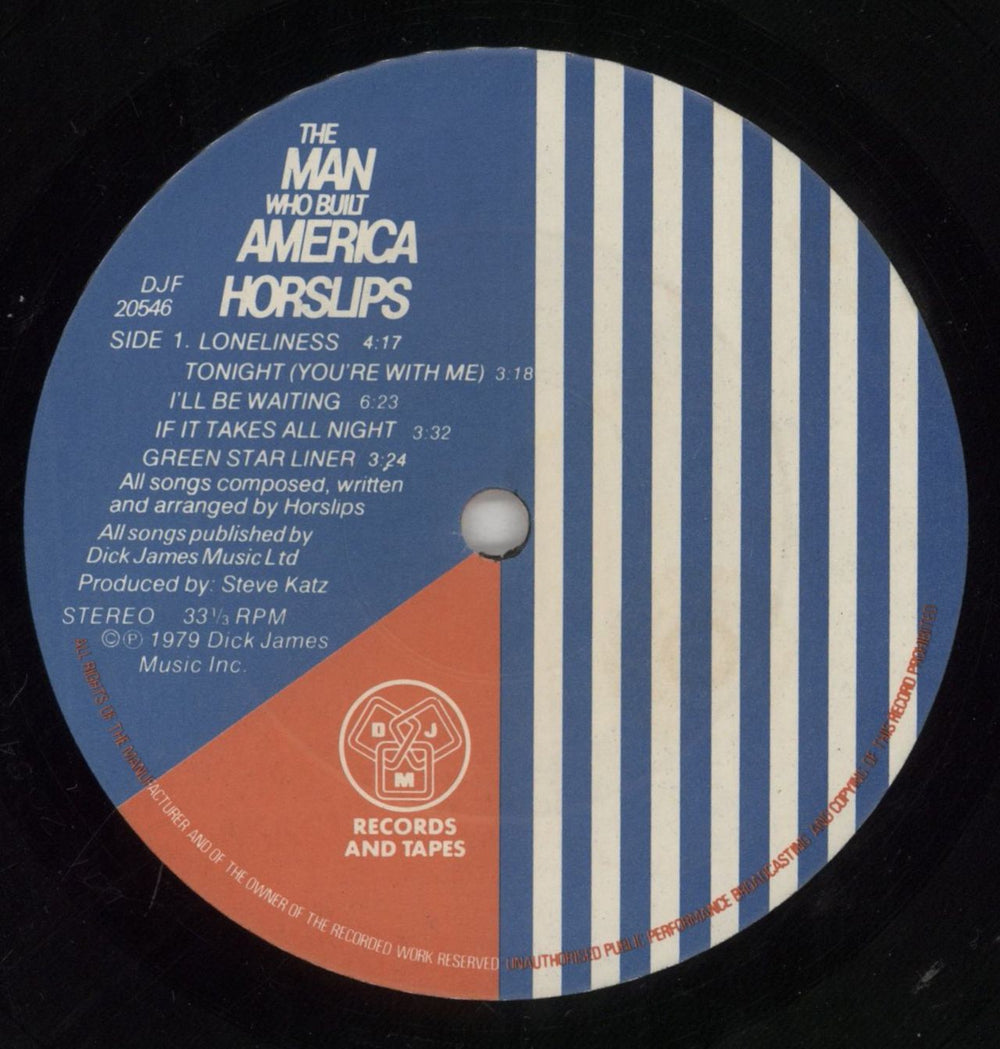 THE
MAN
WHO BUILT
AMERICA
HORSLIPS
DJF
20546
SIDE 1. LONELINESS 4:17
TONIGHT (YOU'RE WITH ME) 3:18
I'LL BE WAITING 6:23
IF IT TAKES ALL NIGHT 3:32
GREEN STAR LINER 3:24
All songs composed, written
and arranged by Horslips
All songs published by
Dick James Music Ltd
Produced by: Steve Katz
STEREO 33⅓ RPM
©℗ 1979 Dick James
Music Inc.
D J
M
RECORDS
AND TAPES
ALL RIGHTS OF THE MANUFACTURER AND OF THE OWNER OF THE RECORDED WORK RESERVED UNAUTHORISED PUBLIC PERFORMANCE BROADCASTING AND COPYING OF THIS RECORD PROHIBITED